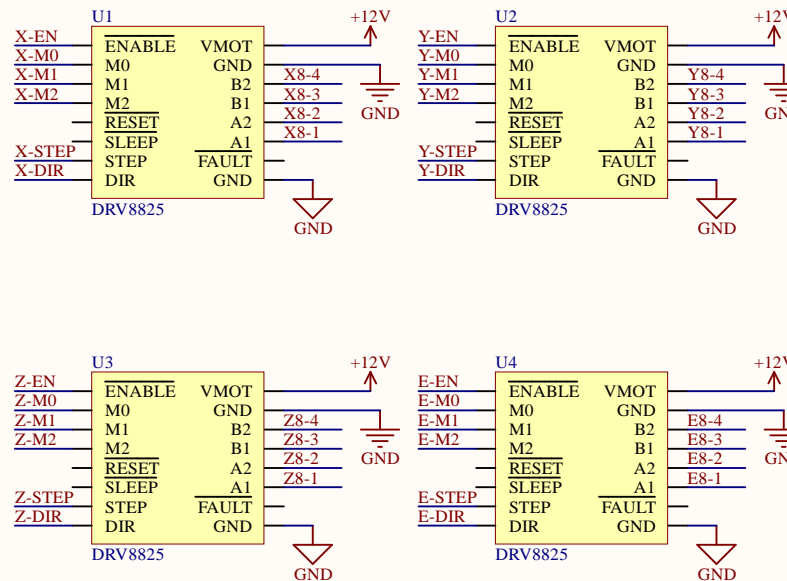 U1
+12V
X-EN ENABLE VMOT
X-M0 M0 GND
X-M1 M1 B2 X8-4
X-M2 M2 B1 X8-3
RESET A2 X8-2
SLEEP A1 X8-1
X-STEP STEP FAULT
X-DIR DIR GND
GND
DRV8825
GND
U2
+12V
Y-EN ENABLE VMOT
Y-M0 M0 GND
Y-M1 M1 B2 Y8-4
Y-M2 M2 B1 Y8-3
RESET A2 Y8-2
SLEEP A1 Y8-1
Y-STEP STEP FAULT
Y-DIR DIR GND
GND
DRV8825
GND
U3
+12V
Z-EN ENABLE VMOT
Z-M0 M0 GND
Z-M1 M1 B2 Z8-4
Z-M2 M2 B1 Z8-3
RESET A2 Z8-2
SLEEP A1 Z8-1
Z-STEP STEP FAULT
Z-DIR DIR GND
GND
DRV8825
GND
U4
+12V
E-EN ENABLE VMOT
E-M0 M0 GND
E-M1 M1 B2 E8-4
E-M2 M2 B1 E8-3
RESET A2 E8-2
SLEEP A1 E8-1
E-STEP STEP FAULT
E-DIR DIR GND
GND
DRV8825
GND